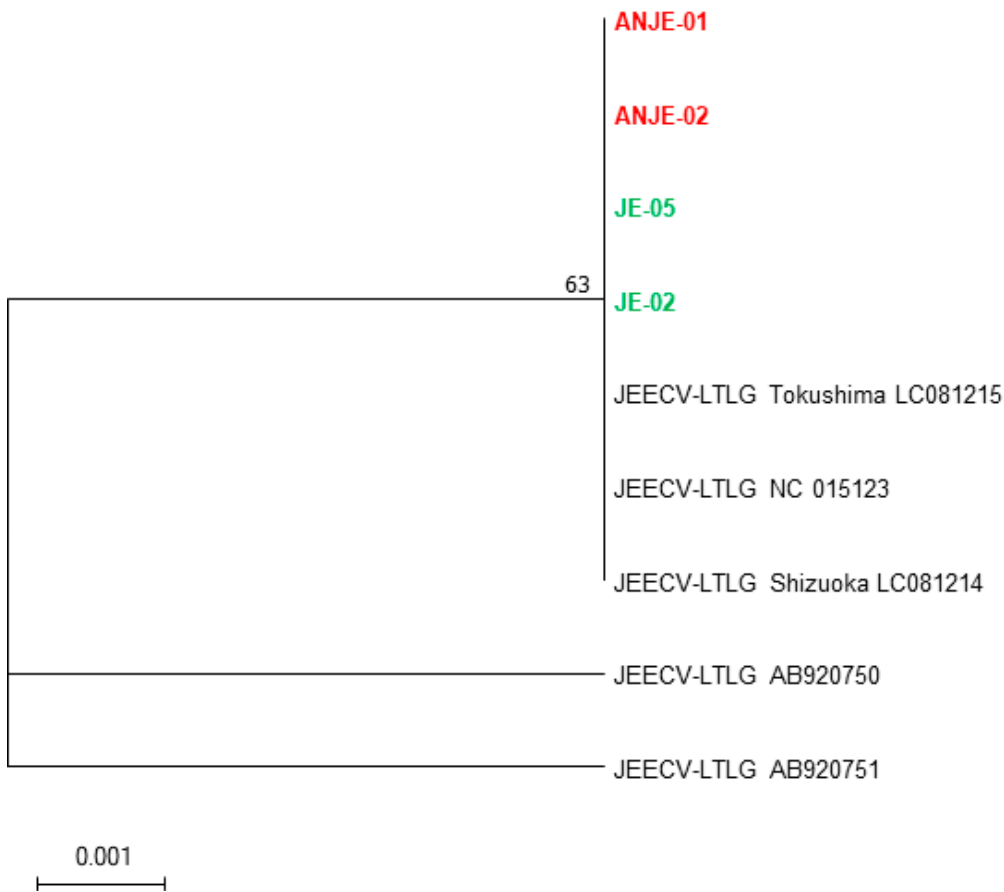 ANJE-01
ANJE-02
JE-05
63
JE-02
JEECV-LTLG Tokushima LC081215
JEECV-LTLG NC 015123
JEECV-LTLG Shizuoka LC081214
JEECV-LTLG AB920750
JEECV-LTLG AB920751
0.001